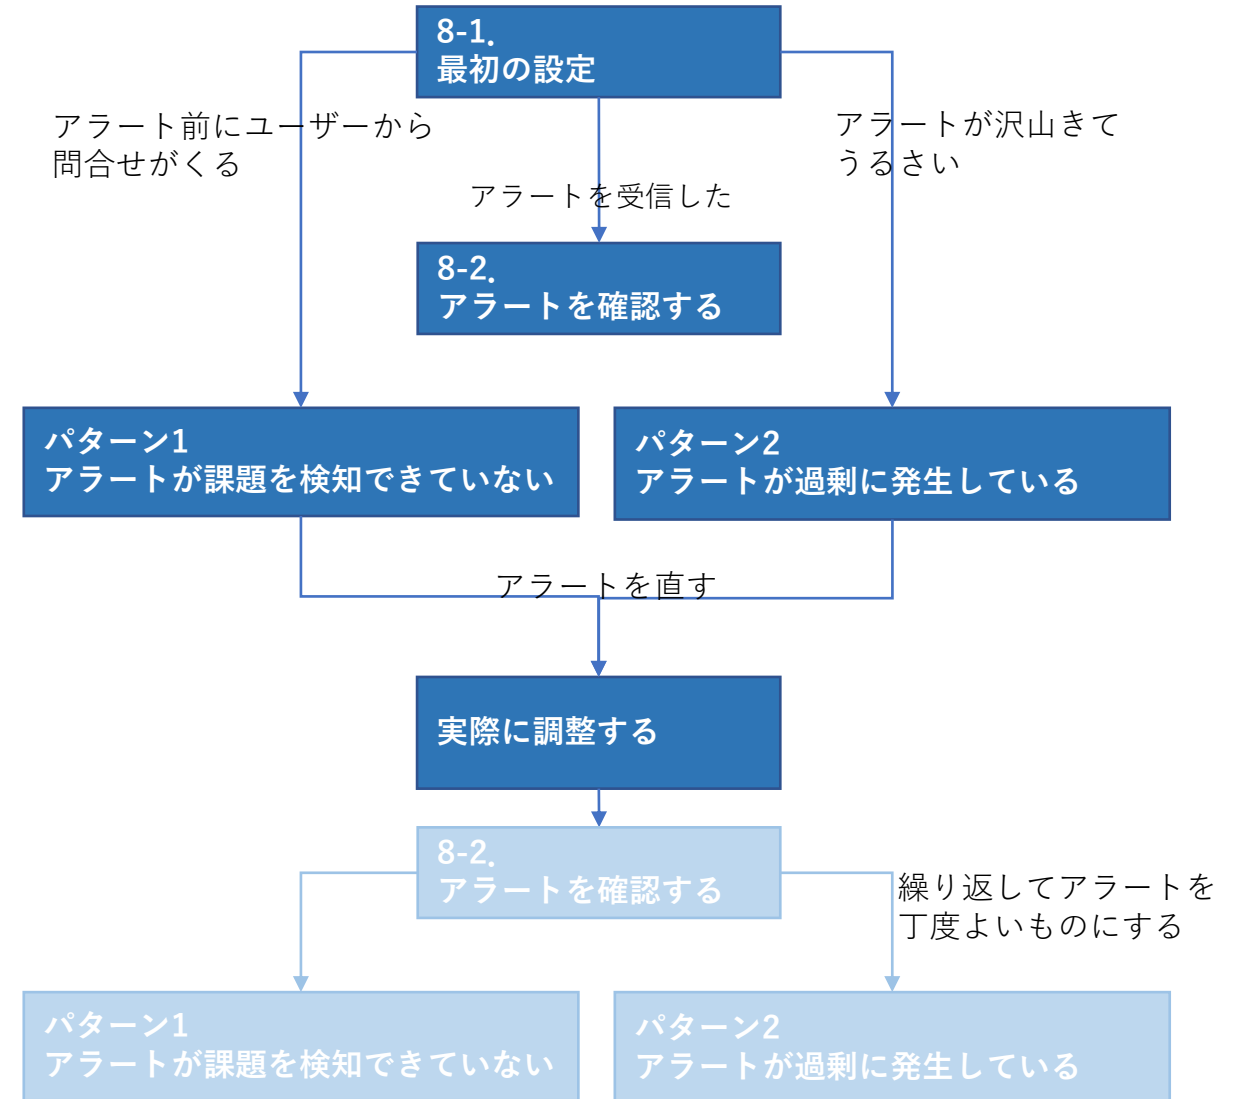 8-1.
最初の設定
アラート前にユーザーから
問合せがくる
アラートが沢山きて
うるさい
アラートを受信した
8-2.
アラートを確認する
パターン1
アラートが課題を検知できていない
パターン2
アラートが過剰に発生している
アラートを直す
実際に調整する
8-2.
アラートを確認する
繰り返してアラートを
丁度よいものにする
パターン1
アラートが課題を検知できていない
パターン2
アラートが過剰に発生している